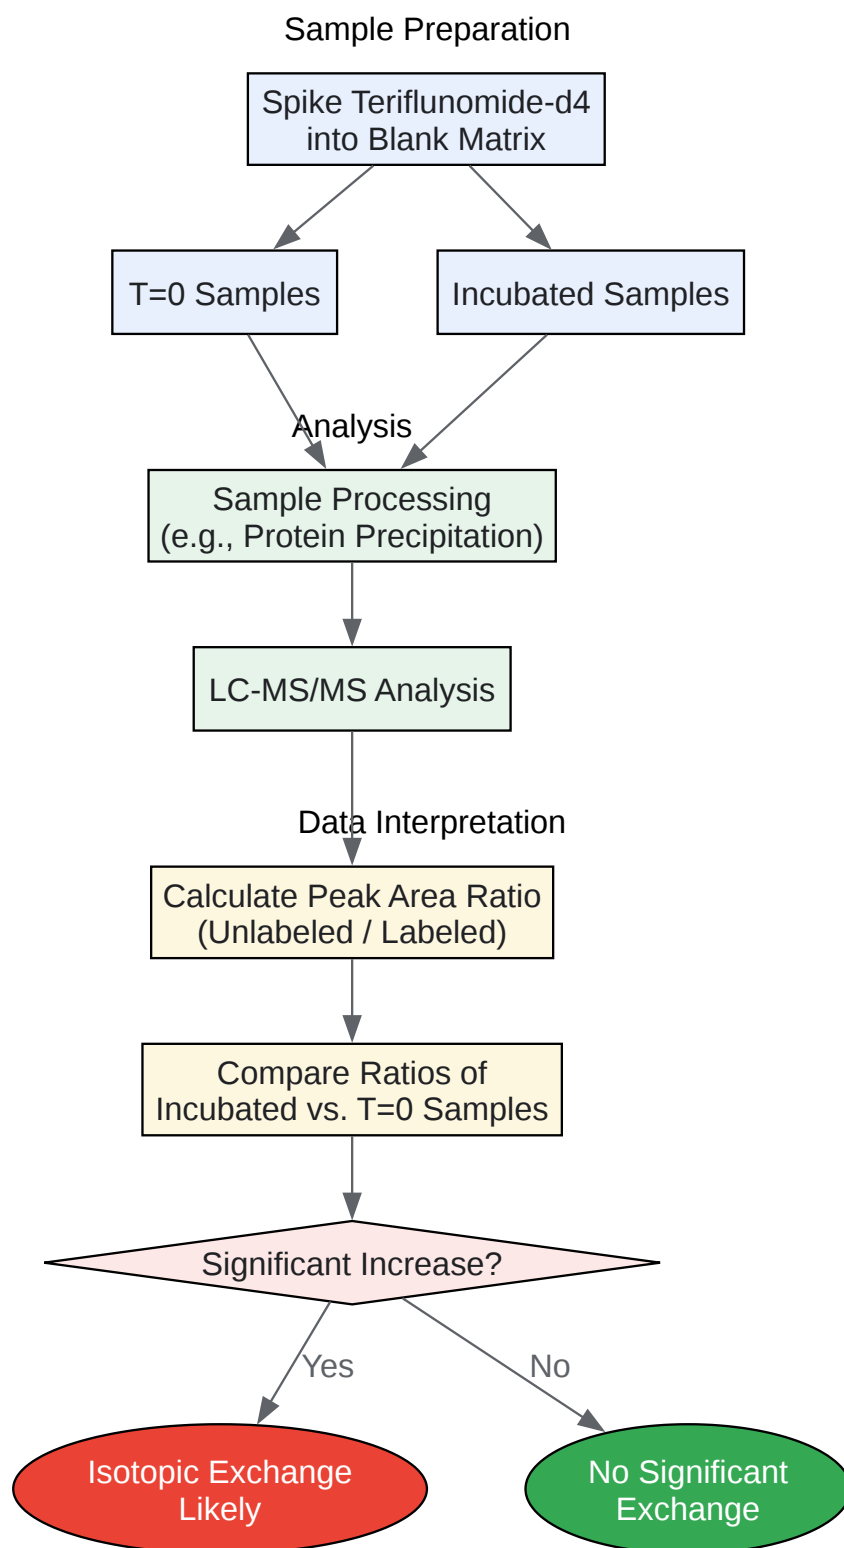 Sample Preparation
Spike Teriflunomide-d4
into Blank Matrix
T=0 Samples
Incubated Samples
Analysis
Sample Processing
(e.g., Protein Precipitation)
LC-MS/MS Analysis
Data Interpretation
Calculate Peak Area Ratio
(Unlabeled / Labeled)
Compare Ratios of
Incubated vs. T=0 Samples
Significant Increase?
Yes
No
Isotopic Exchange
Likely
No Significant
Exchange